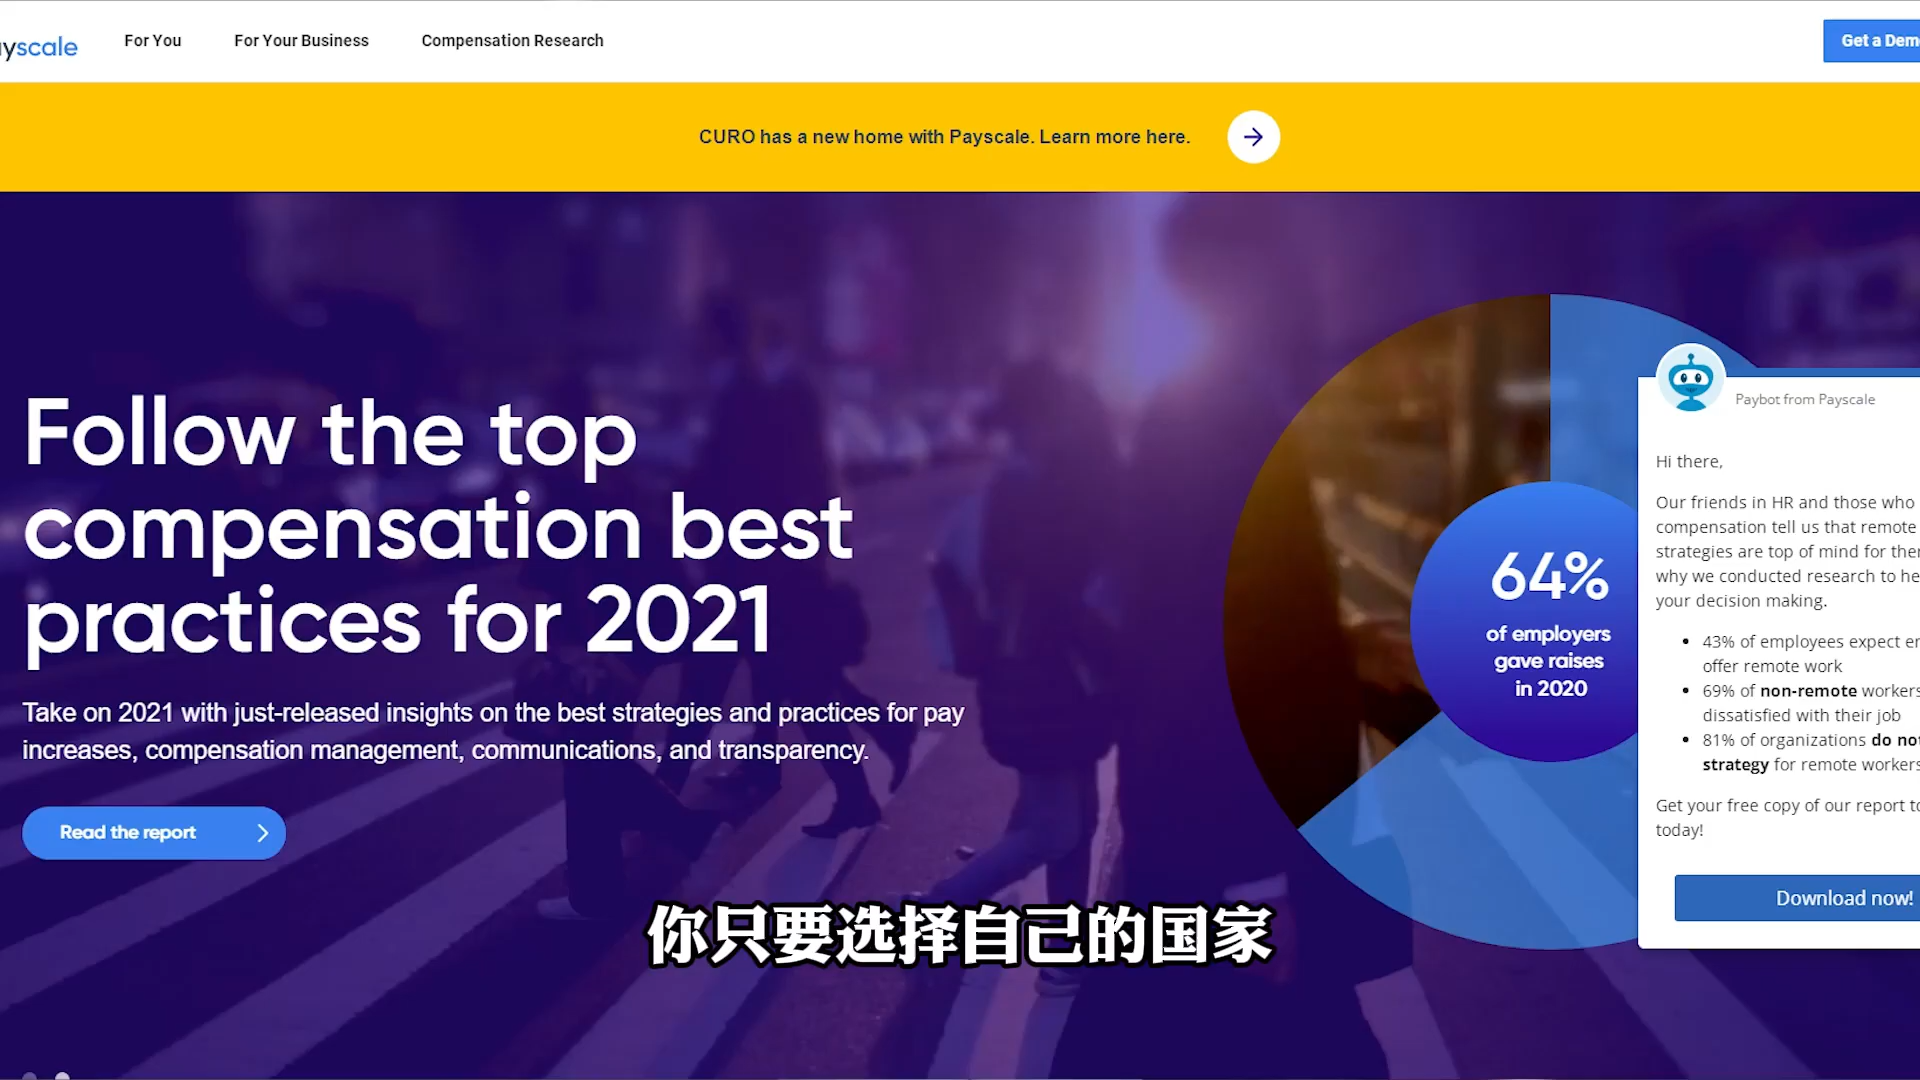 yscale
For You
For Your Business
Compensation Research
Get a Dem
CURO has a new home with Payscale. Learn more here.
Follow the top
compensation best
practices for 2021
Take on 2021 with just-released insights on the best strategies and practices for pay
increases, compensation management, communications, and transparency.
Read the report
64%
of employers
gave raises
in 2020
Paybot from Payscale
Hi there,
Our friends in HR and those who
compensation tell us that remote
strategies are top of mind for the
why we conducted research to he
your decision making.
43% of employees expect e
offer remote work
69% of non-remote workers
dissatisfied with their job
81% of organizations do no
strategy for remote workers
Get your free copy of our report to
today!
Download now!
你只要选择自己的国家